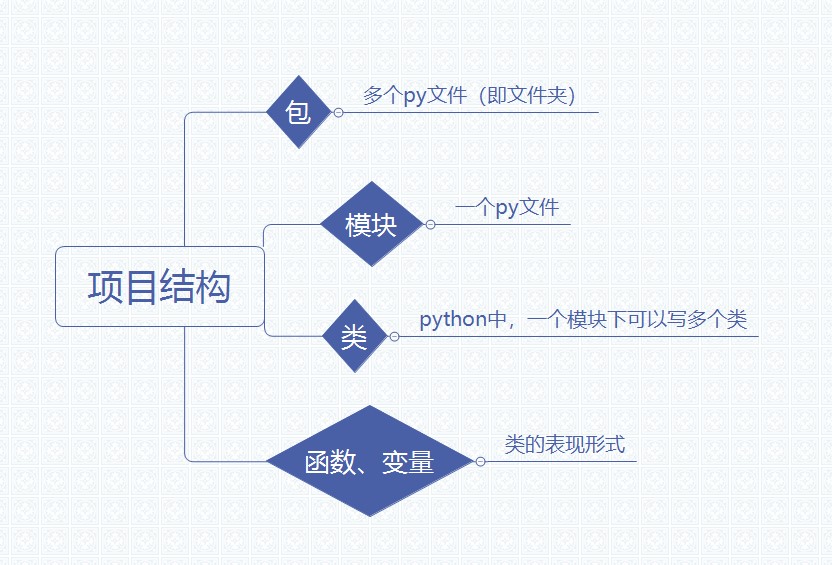 包
多个py文件（即文件夹）
模块
一个py文件
项目结构
类
python中，一个模块下可以写多个类
函数、变量
类的表现形式